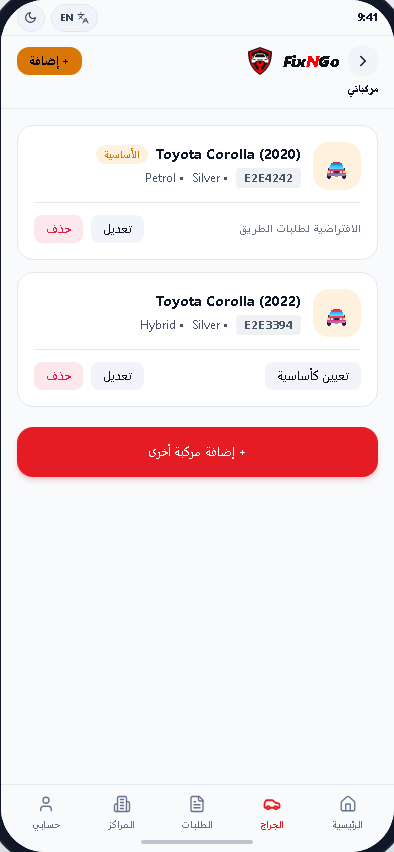 9:41
EN
FixNGo
+ إضافة
مركباتي
Toyota Corolla (2020)
الأساسية
E2E4242 • Silver • Petrol
الافتراضية لطلبات الطريق
تعديل
حذف
Toyota Corolla (2022)
E2E3394 • Silver • Hybrid
تعيين كأساسية
تعديل
حذف
+ إضافة مركبة أخرى
الرئيسية
الجراج
الطلبات
المراكز
حسابي